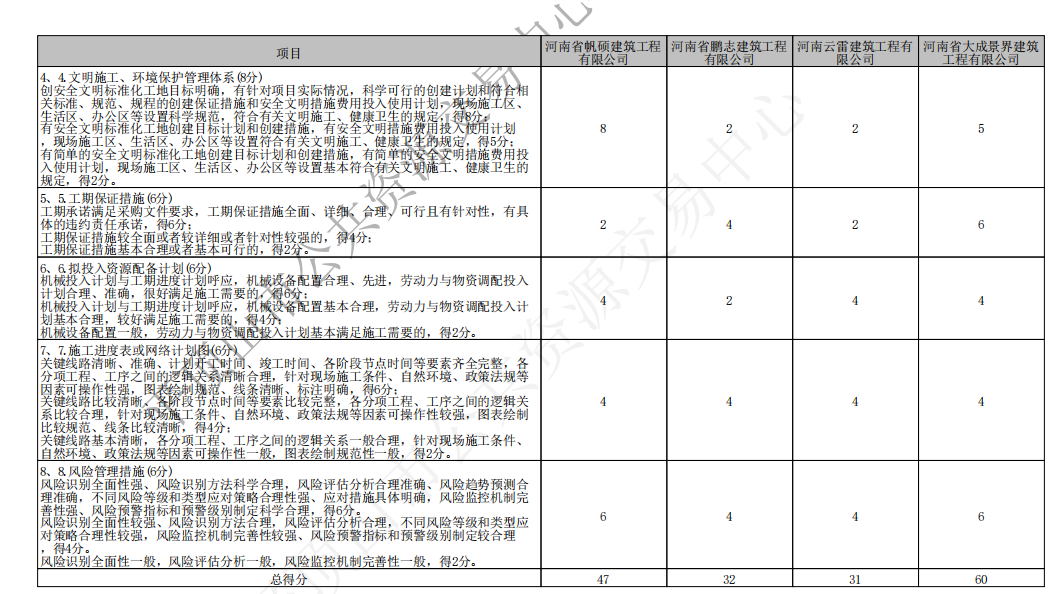 项目
河南省帆硕建筑工程有限公司
河南省鹏志建筑工程有限公司
河南云雷建筑工程有限公司
河南省大成景界建筑工程有限公司
4、4.文明施工、环境保护管理体系(8分)
创安全文明标准化工地目标明确，有针对项目实际情况，科学可行的创建计划和符合相
关标准、规范、规程的创建保证措施和安全文明措施费用投入使用计划，现场施工区、
生活区、办公区等设置科学规范，符合有关文明施工、健康卫生的规定，得8分；
有安全文明标准化工地创建目标计划和创建措施，有安全文明措施费用投入使用计划
，现场施工区、生活区、办公区等设置符合有关文明施工、健康卫生的规定，得5分；
有简单的安全文明标准化工地创建目标计划和创建措施，有简单的安全文明措施费用投
入使用计划，现场施工区、生活区、办公区等设置基本符合有关文明施工、健康卫生的
规定，得2分。
8
2
2
5
5、5.工期保证措施(6分)
工期承诺满足采购文件要求，工期保证措施全面、详细、合理、可行且有针对性，有具
体的违约责任承诺，得6分；
工期保证措施较全面或者较详细或者针对性较强的，得4分；
工期保证措施基本合理或者基本可行的，得2分。
2
4
2
6
6、6.拟投入资源配备计划(6分)
机械投入计划与工期进度计划呼应，机械设备配置合理、先进，劳动力与物资调配投入
计划合理、准确，很好满足施工需要的，得6分；
机械投入计划与工期进度计划呼应，机械设备配置基本合理，劳动力与物资调配投入计
划基本合理，较好满足施工需要的，得4分；
机械设备配置一般，劳动力与物资调配投入计划基本满足施工需要的，得2分。
4
2
4
4
7、7.施工进度表或网络计划图(6分)
关键线路清晰、准确、计划开工时间、竣工时间、各阶段节点时间等要素齐全完整，各
分项工程、工序之间的逻辑关系清晰合理，针对现场施工条件、自然环境、政策法规等
因素可操作性强，图表绘制规范、线条清晰、标注明确，得6分；
关键线路比较清晰、各阶段节点时间等要素比较完整，各分项工程、工序之间的逻辑关
系比较合理，针对现场施工条件、自然环境、政策法规等因素可操作性较强，图表绘制
比较规范、线条比较清晰，得4分；
关键线路基本清晰，各分项工程、工序之间的逻辑关系一般合理，针对现场施工条件、
自然环境、政策法规等因素可操作性一般，图表绘制规范性一般，得2分。
4
4
4
4
8、8.风险管理措施(6分)
风险识别全面性强、风险识别方法科学合理，风险评估分析合理准确、风险趋势预测合
理准确，不同风险等级和类型应对策略合理性强、应对措施具体明确，风险监控机制完
善性强、风险预警指标和预警级别制定科学合理，得6分。
风险识别全面性较强、风险识别方法合理，风险评估分析合理，不同风险等级和类型应
对策略合理性较强，风险监控机制完善性较强、风险预警指标和预警级别制定较合理
，得4分。
风险识别全面性一般，风险评估分析一般，风险监控机制完善性一般，得2分。
6
4
4
6
总得分
47
32
31
60